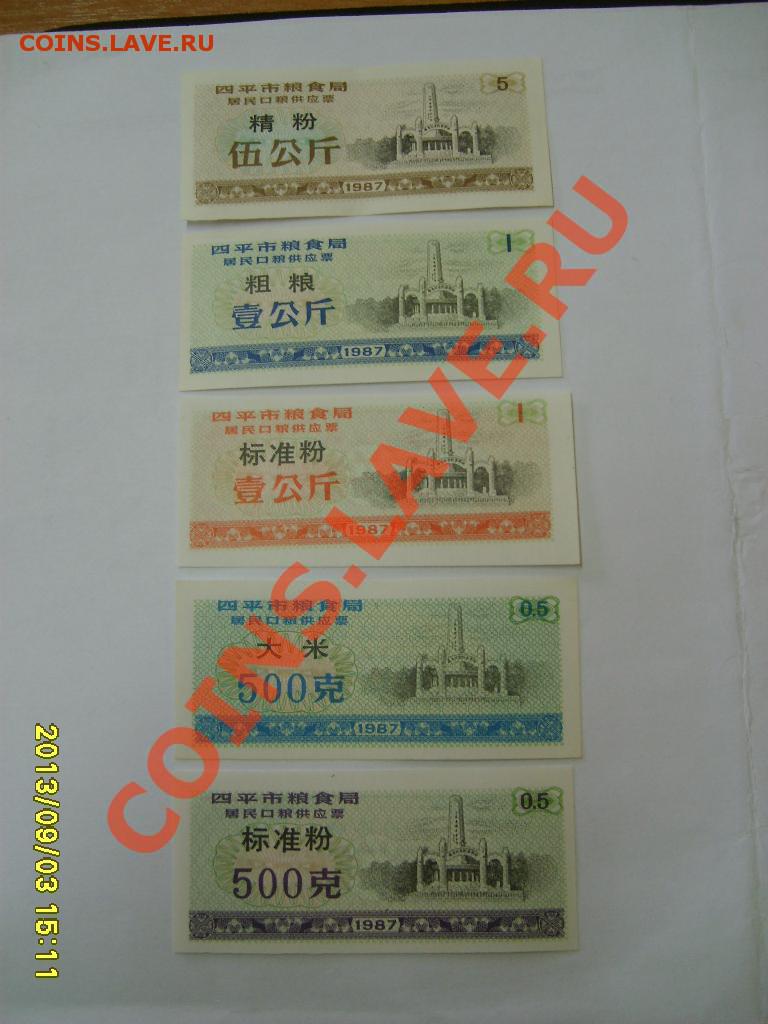 COINS.LAVE.RU
四平市粮食局
居民口粮供应票
精粉
伍公斤
5
1987
四平市粮食局
居民口粮供应票
粗粮
壹公斤
1
1987
四平市粮食局
居民口粮供应票
标准粉
壹公斤
1
1987
四平市粮食局
居民口粮供应票
大米
500克
0.5
1987
四平市粮食局
居民口粮供应票
标准粉
500克
0.5
1987
COINS.LAVE.RU
2013/09/03 15:11